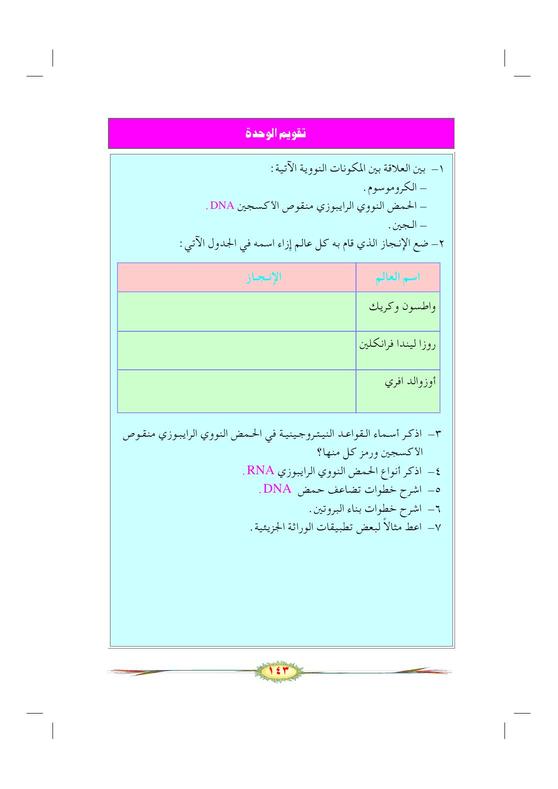 تقويم الوحدة
١– بين العلاقة بين المكونات النووية الآتية :
– الكروموسوم .
– الحمض النووي الرايبوزي منقوص الاكسجين DNA .
– الجين .
٢– ضع الإنجاز الذي قام به كل عالم إزاء اسمه في الجدول الآتي :
اسم العالم الإنجاز
واطسون وكريك
روزا ليندا فرانكلين
أوزوالد افري
٣– اذكر أسماء القواعد النيتروجينية في الحمض النووي الرايبوزي منقوص
الاكسجين ورمز كل منها؟
٤– اذكر أنواع الحمض النووي الرايبوزي RNA .
٥– اشرح خطوات تضاعف حمض DNA .
٦– اشرح خطوات بناء البروتين .
٧– اعط مثالاً لبعض تطبيقات الوراثة الجزيئية .
١٤٣